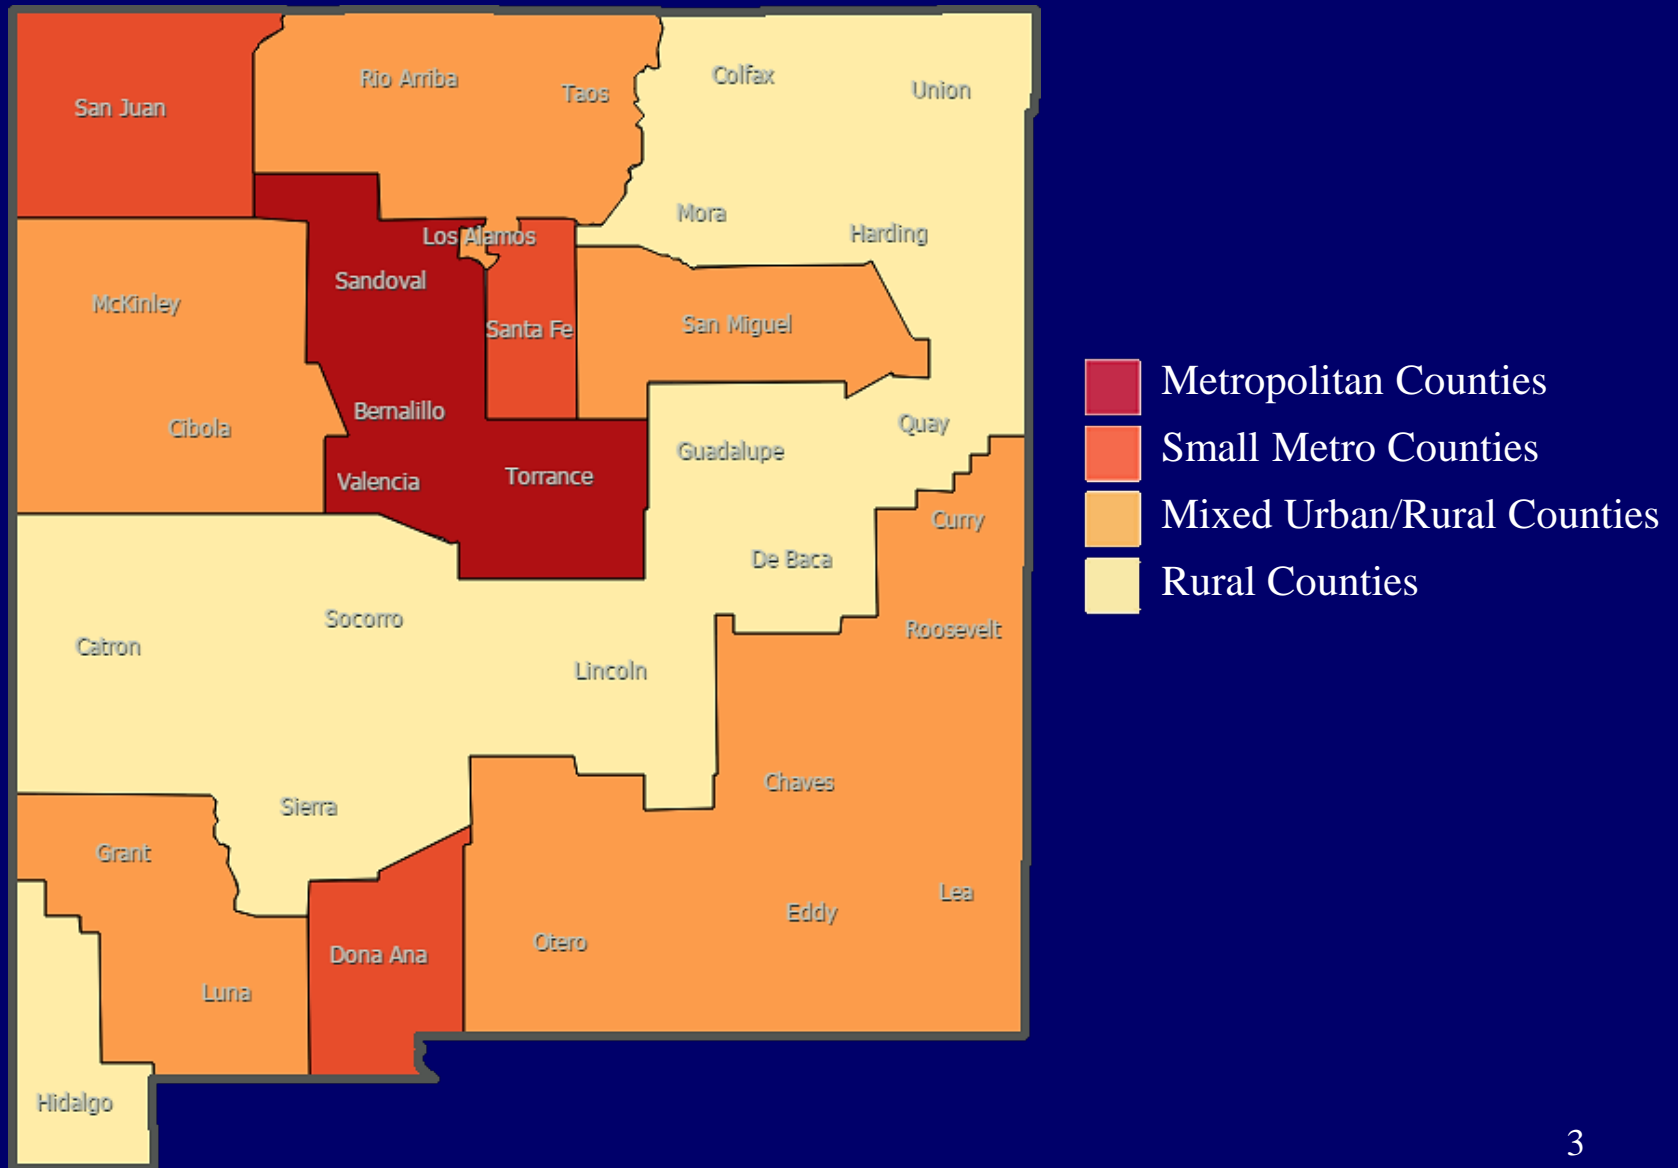 Rio Arriba
Taos
Colfax
Union
San Juan
Mora
Harding
Los Alamos
Sandoval
McKinley
Santa Fe
San Miguel
Bernalillo
Cibola
Quay
Guadalupe
Valencia
Torrance
Curry
De Baca
Socorro
Roosevelt
Catron
Lincoln
Chaves
Sierra
Grant
Lea
Eddy
Otero
Dona Ana
Luna
Hidalgo
Metropolitan Counties
Small Metro Counties
Mixed Urban/Rural Counties
Rural Counties
3